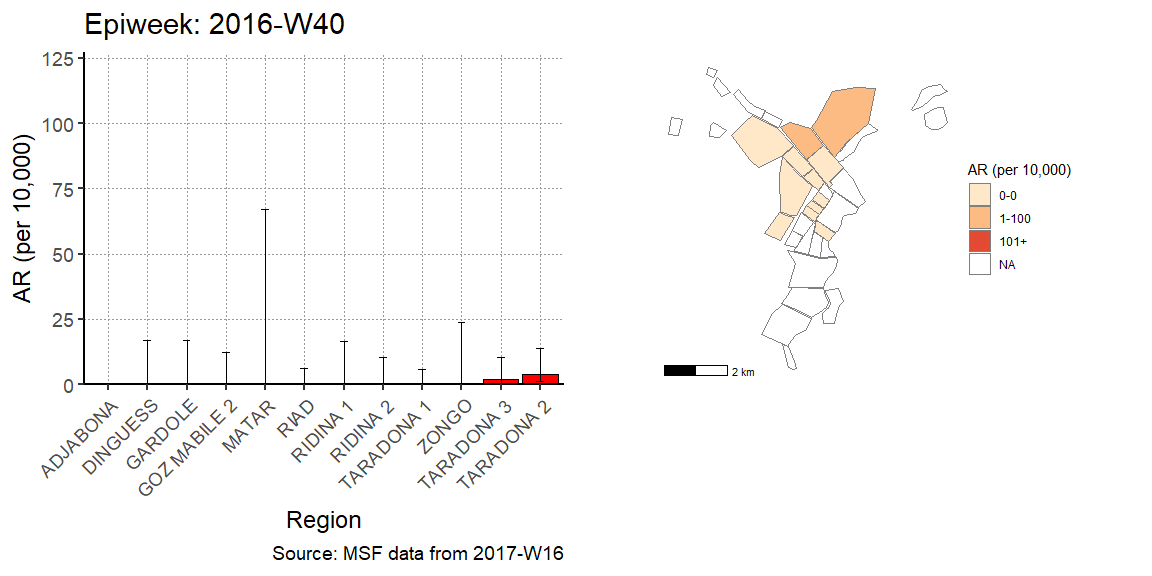 Epiweek: 2016-W40
AR (per 10,000)
125
100
75
50
25
0
ADJABONA
DINGUESS
GARDOLE
GOZ MABILE 2
MATAR
RIAD
RIDINA 1
RIDINA 2
TARADONA 1
ZONGO
TARADONA 3
TARADONA 2
Region
Source: MSF data from 2017-W16
AR (per 10,000)
0-0
1-100
101+
NA
2 km